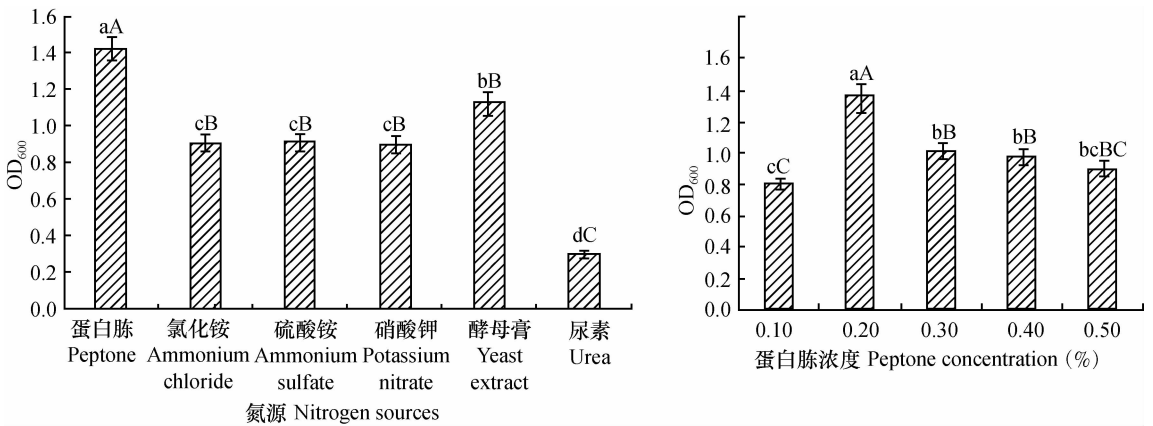 1.6
1.4
1.2
1.0
0.8
0.6
0.4
0.2
0.0
OD600
aA
cB
cB
cB
bB
dC
蛋白胨 氯化铵 硫酸铵 硝酸钾 酵母膏 尿素
Peptone Ammonium Ammonium Potassium Yeast Urea
chloride sulfate nitrate extract
氮源 Nitrogen sources
1.6
1.4
1.2
1.0
0.8
0.6
0.4
0.2
0.0
OD600
cC
aA
bB
bB
bcBC
0.10 0.20 0.30 0.40 0.50
蛋白胨浓度 Peptone concentration (%)